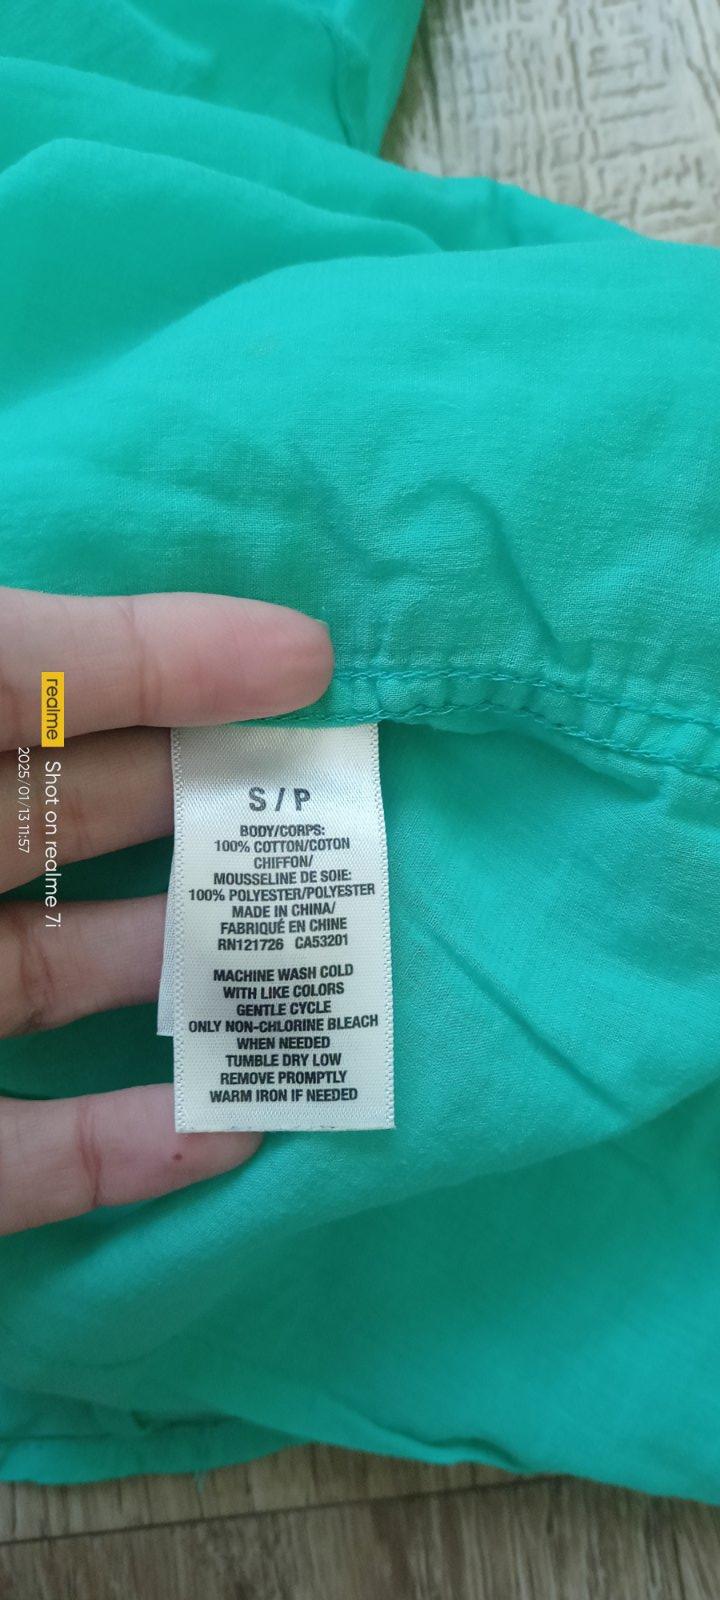 S / P
BODY/CORPS:
100% COTTON/COTON
CHIFFON/
MOUSSELINE DE SOIE:
100% POLYESTER/POLYESTER
MADE IN CHINA/
FABRIQUÉ EN CHINE
RN121726 CA53201
MACHINE WASH COLD
WITH LIKE COLORS
GENTLE CYCLE
ONLY NON-CHLORINE BLEACH
WHEN NEEDED
TUMBLE DRY LOW
REMOVE PROMPTLY
WARM IRON IF NEEDED
realme Shot on realme 7i
2025/01/13 11:57